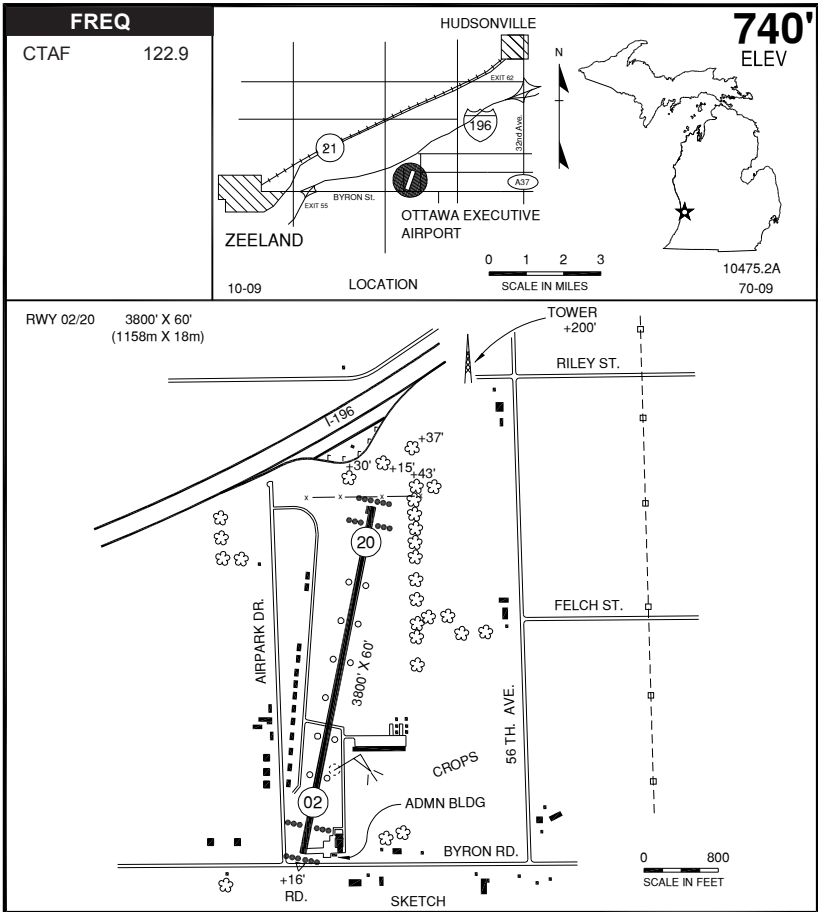 FREQ
CTAF 122.9
HUDSONVILLE
740'
ELEV
N
EXIT 62
196
32nd Ave.
21
A37
BYRON St.
EXIT 55
OTTAWA EXECUTIVE
AIRPORT
ZEELAND
0 1 2 3
SCALE IN MILES
10-09
LOCATION
10475.2A
70-09
RWY 02/20 3800' X 60'
(1158m X 18m)
TOWER
+200'
RILEY ST.
I-196
+37'
+30'
+15'
+43'
20
FELCH ST.
AIRPARK DR.
3800' X 60'
56 TH. AVE.
CROPS
02
ADMN BLDG
BYRON RD.
0 800
SCALE IN FEET
+16'
RD.
SKETCH